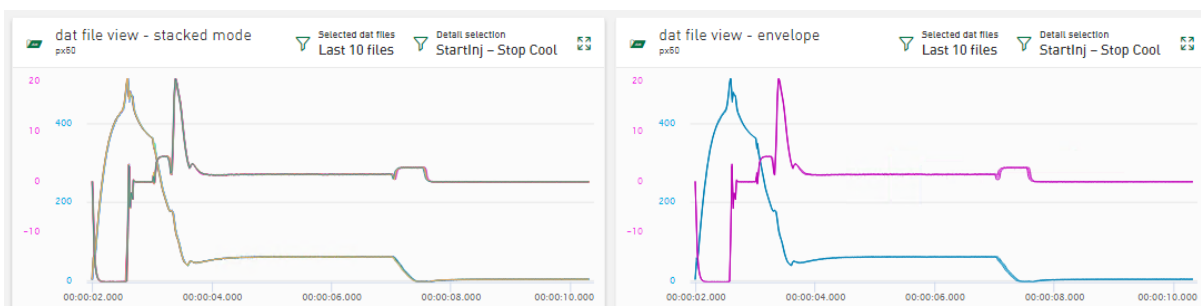 dat file view - stacked mode
px60
Selected dat files
Last 10 files
Detail selection
StartInj – Stop Cool
20
10
0
-10
400
200
0
00:00:02.000 00:00:04.000 00:00:06.000 00:00:08.000 00:00:10.000
dat file view - envelope
px60
Selected dat files
Last 10 files
Detail selection
StartInj – Stop Cool
20
10
0
-10
400
200
0
00:00:02.000 00:00:04.000 00:00:06.000 00:00:08.000 00:00:10.000